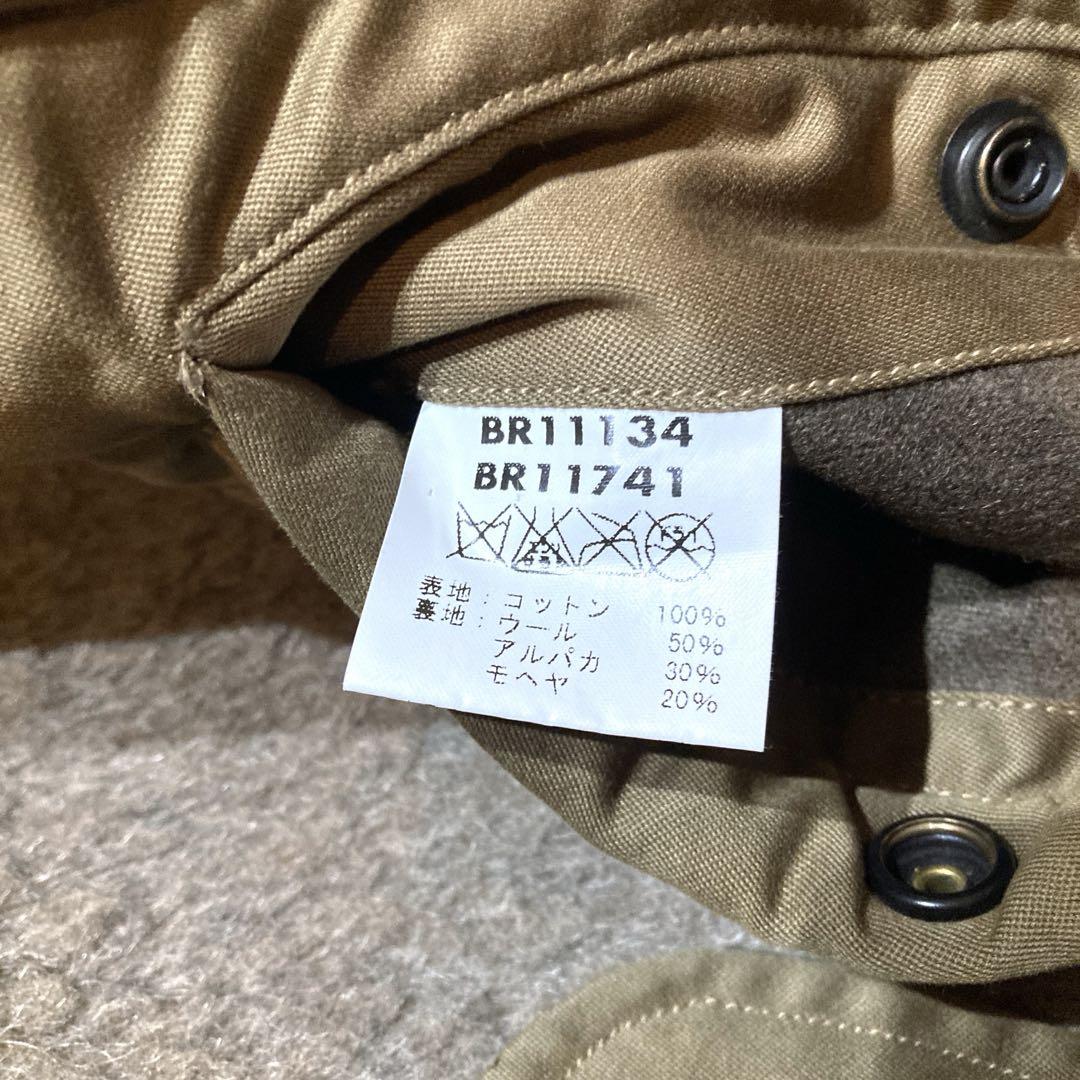 BR11134
BR11741
表地：コットン 100%
裏地：ウール 50%
アルパカ 30%
モヘヤ 20%